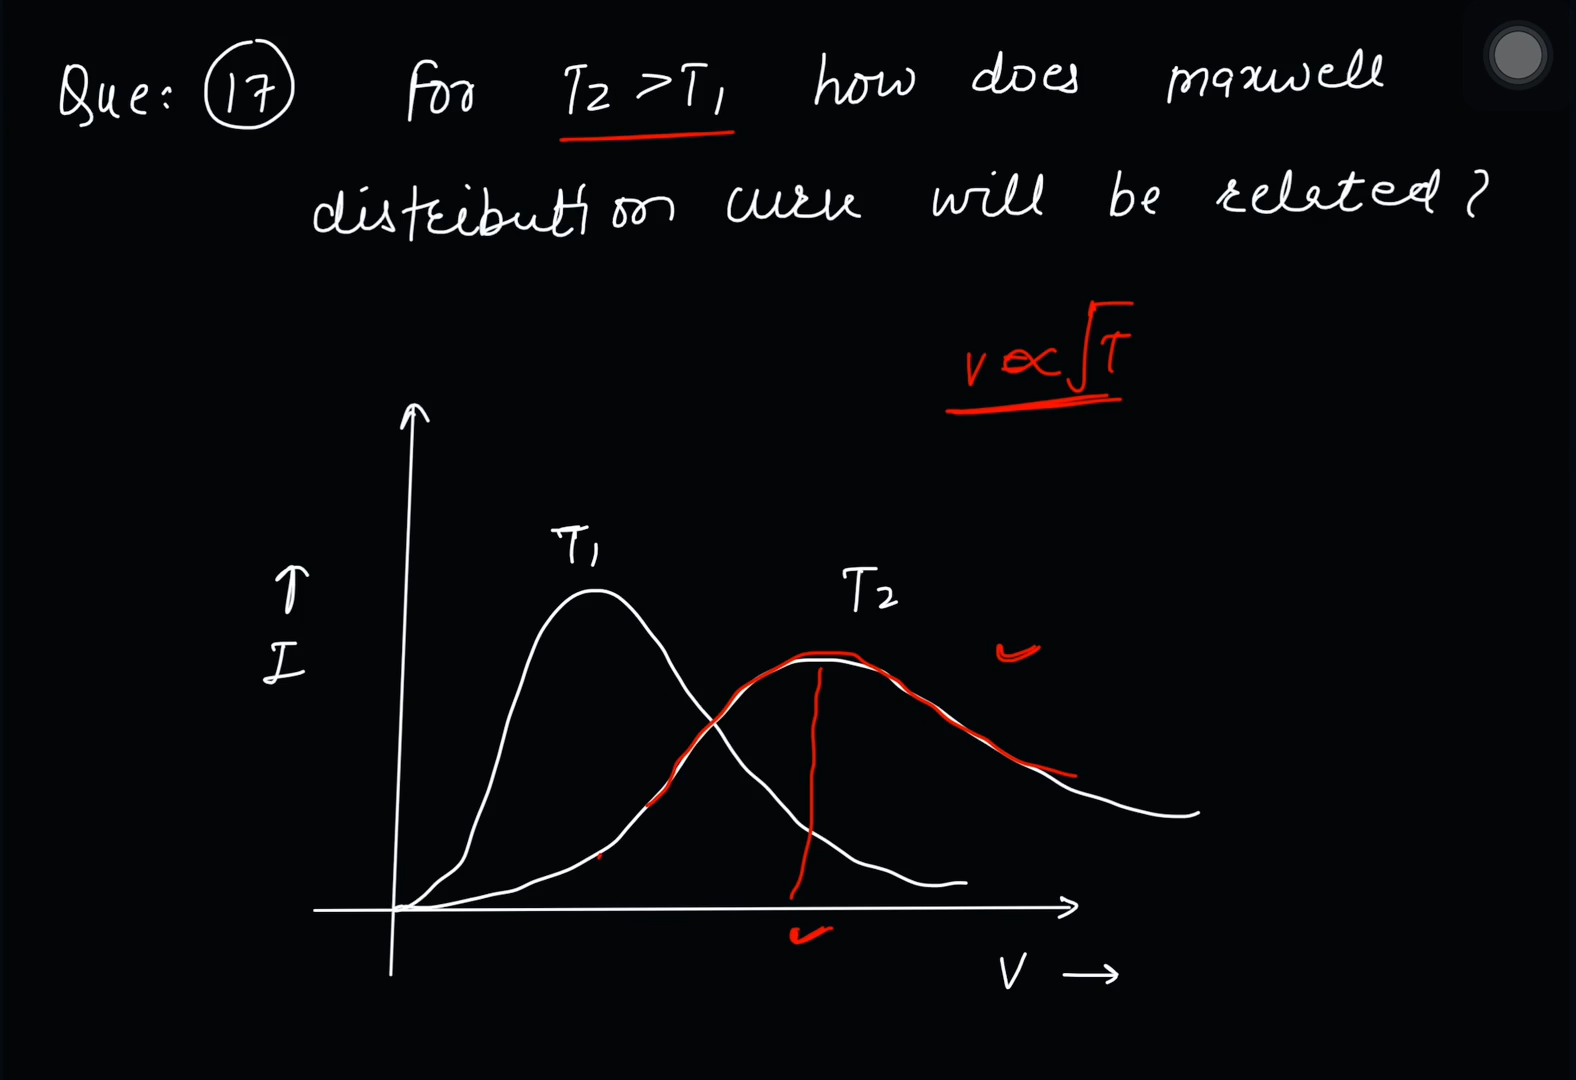 Que: 17 For T2 > T1 how does maxwell
distribution curve will be related?
v ∝ √T
T1
T2
↑
I
V →